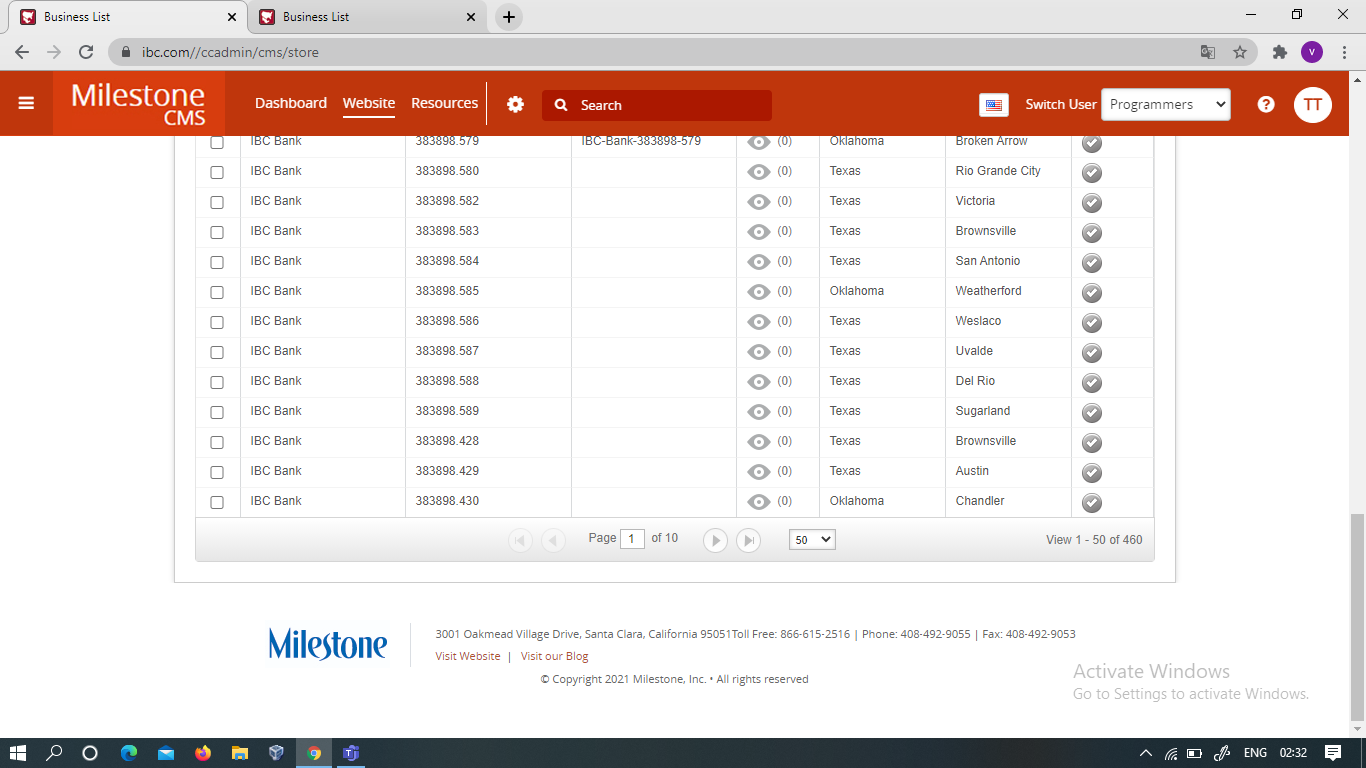 Business List
Business List
ibc.com//ccadmin/cms/store
V
Milestone
CMS
Dashboard Website Resources
Search
Switch User Programmers
?
TT
IBC Bank 383898.579 IBC-Bank-383898-579 (0) Oklahoma Broken Arrow
IBC Bank 383898.580 (0) Texas Rio Grande City
IBC Bank 383898.582 (0) Texas Victoria
IBC Bank 383898.583 (0) Texas Brownsville
IBC Bank 383898.584 (0) Texas San Antonio
IBC Bank 383898.585 (0) Oklahoma Weatherford
IBC Bank 383898.586 (0) Texas Weslaco
IBC Bank 383898.587 (0) Texas Uvalde
IBC Bank 383898.588 (0) Texas Del Rio
IBC Bank 383898.589 (0) Texas Sugarland
IBC Bank 383898.428 (0) Texas Brownsville
IBC Bank 383898.429 (0) Texas Austin
IBC Bank 383898.430 (0) Oklahoma Chandler
Page 1 of 10 50 View 1 - 50 of 460
Milestone
3001 Oakmead Village Drive, Santa Clara, California 95051Toll Free: 866-615-2516 | Phone: 408-492-9055 | Fax: 408-492-9053
Visit Website | Visit our Blog
© Copyright 2021 Milestone, Inc. • All rights reserved
Activate Windows
Go to Settings to activate Windows.
ENG 02:32